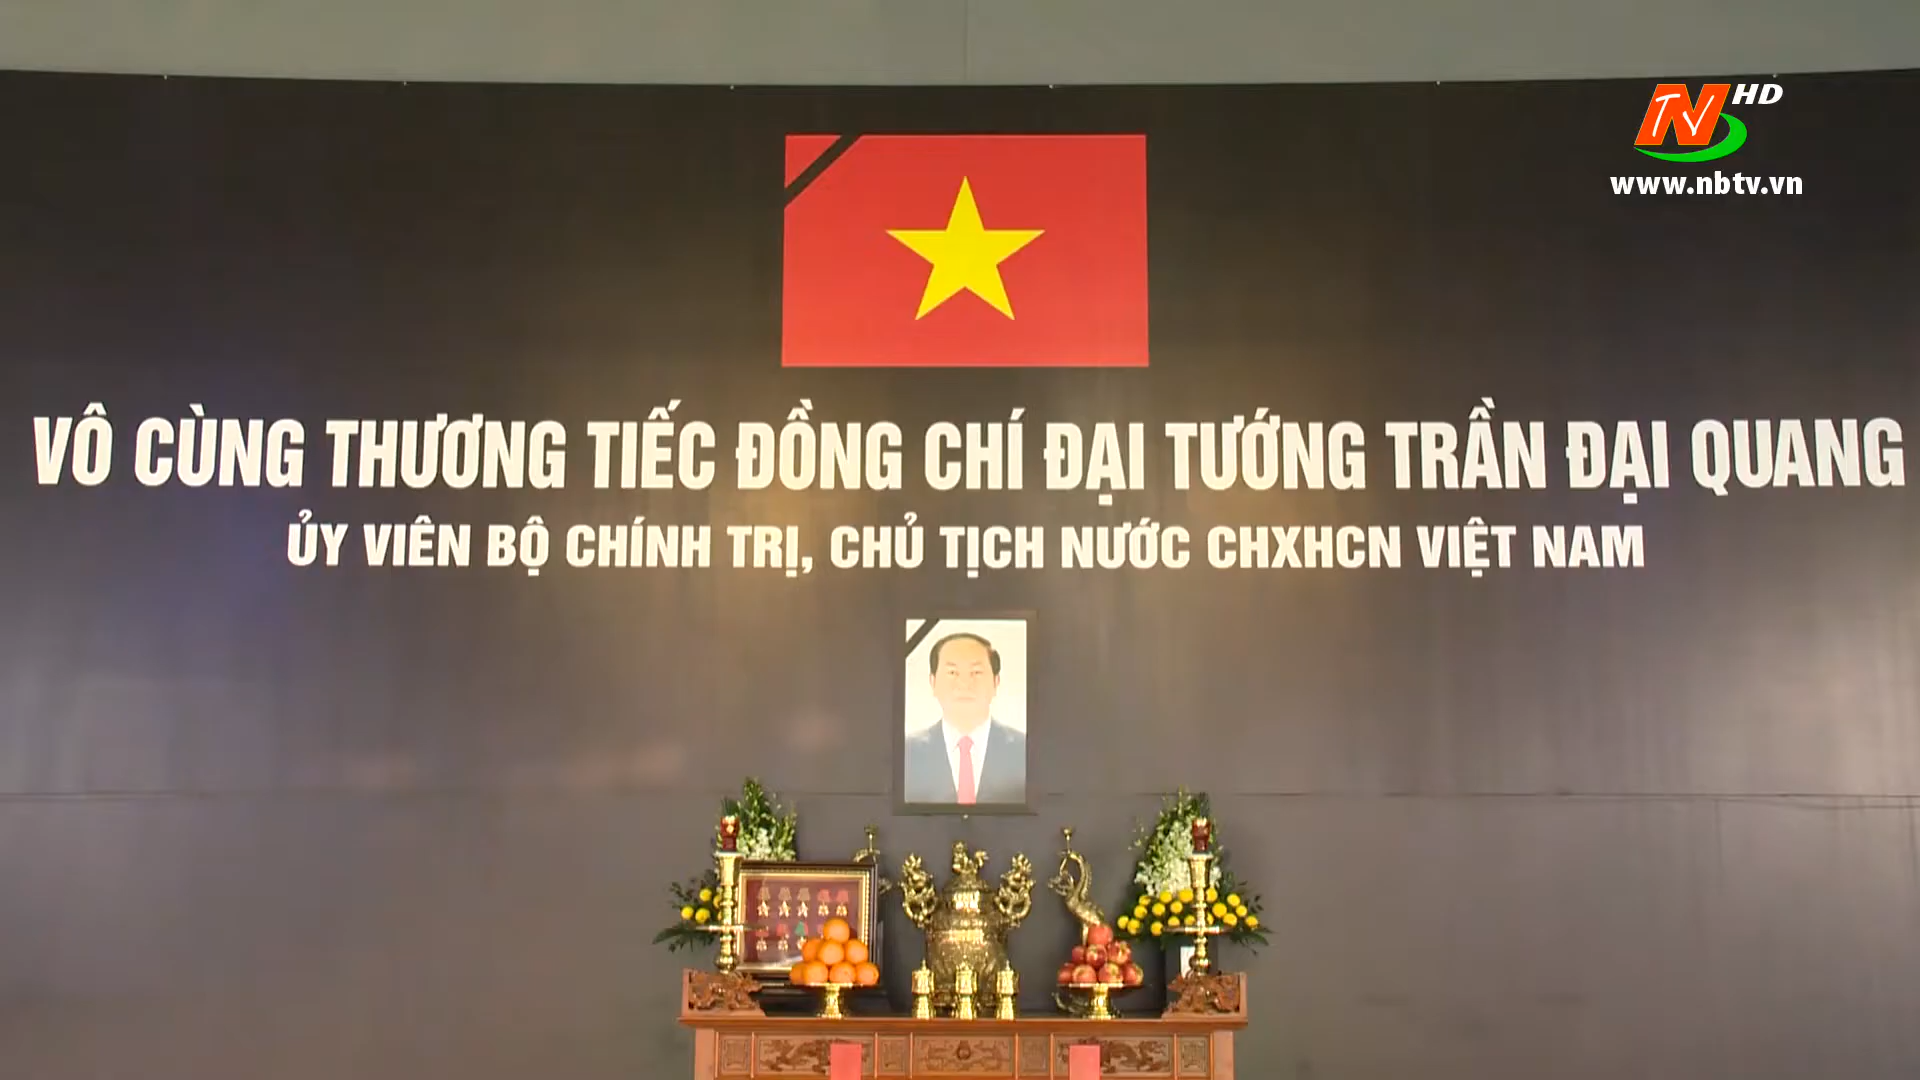 TVN HD
www.nbtv.vn
VÔ CÙNG THƯƠNG TIẾC ĐỒNG CHÍ ĐẠI TƯỚNG TRẦN ĐẠI QUANG
ỦY VIÊN BỘ CHÍNH TRỊ, CHỦ TỊCH NƯỚC CHXHCN VIỆT NAM